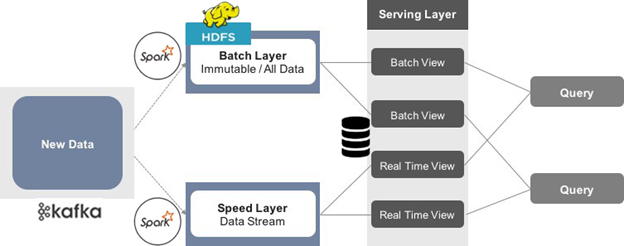 Serving Layer
HDFS
Spark
Batch Layer
Immutable / All Data
Batch View
Query
Batch View
New Data
Real Time View
kafka
Spark
Speed Layer
Data Stream
Real Time View
Query